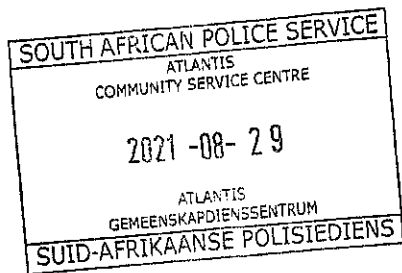 SOUTH AFRICAN POLICE SERVICE
ATLANTIS
COMMUNITY SERVICE CENTRE
2021 -08- 29
ATLANTIS
GEMEENSKAPDIENSSENTRUM
SUID-AFRIKAANSE POLISIEDIENS